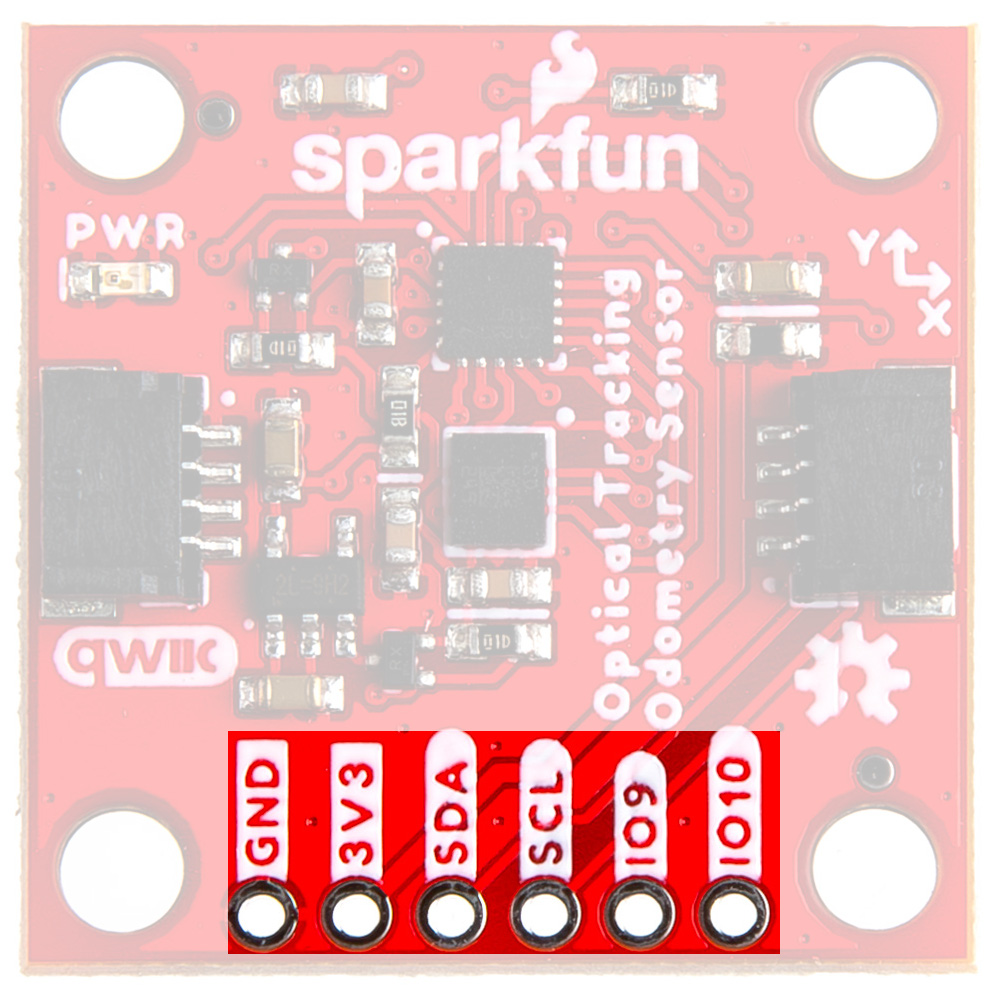 sparkfun
PWR
Y
X
Optical Tracking
Odometry Sensor
qwiic
GND
3V3
SDA
SCL
IO9
IO10